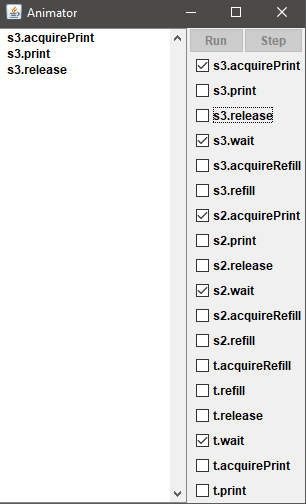 Animator
s3.acquirePrint
s3.print
s3.release
Run Step
s3.acquirePrint
s3.print
s3.release
s3.wait
s3.acquireRefill
s3.refill
s2.acquirePrint
s2.print
s2.release
s2.wait
s2.acquireRefill
s2.refill
t.acquireRefill
t.refill
t.release
t.wait
t.acquirePrint
t.print